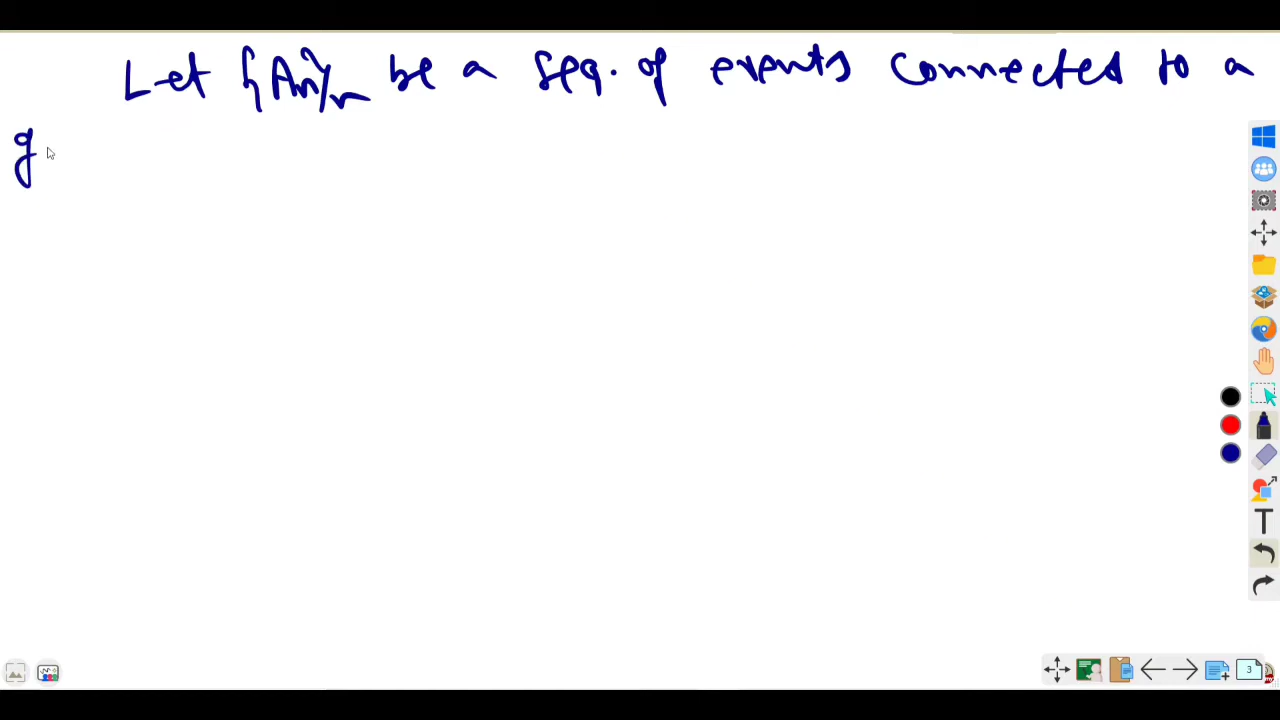 Let {An}n be a seq. of events connected to a
g